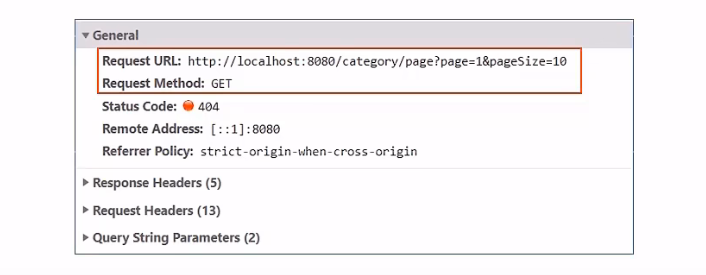 General
Request URL: http://localhost:8080/category/page?page=1&pageSize=10
Request Method: GET
Status Code: 404
Remote Address: [::1]:8080
Referrer Policy: strict-origin-when-cross-origin
Response Headers (5)
Request Headers (13)
Query String Parameters (2)